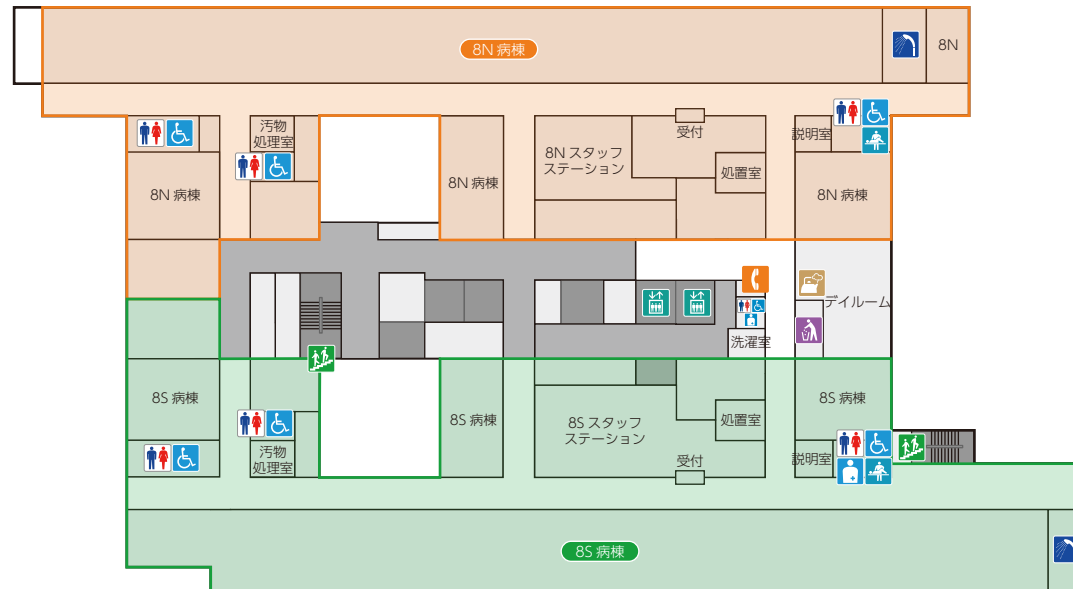 8N 病棟
8N
汚物
処理室
受付
説明室
8N スタッフ
ステーション
処置室
8N 病棟
8N 病棟
8N 病棟
デイルーム
洗濯室
8S 病棟
8S 病棟
8S スタッフ
ステーション
処置室
8S 病棟
汚物
処理室
受付
説明室
8S 病棟